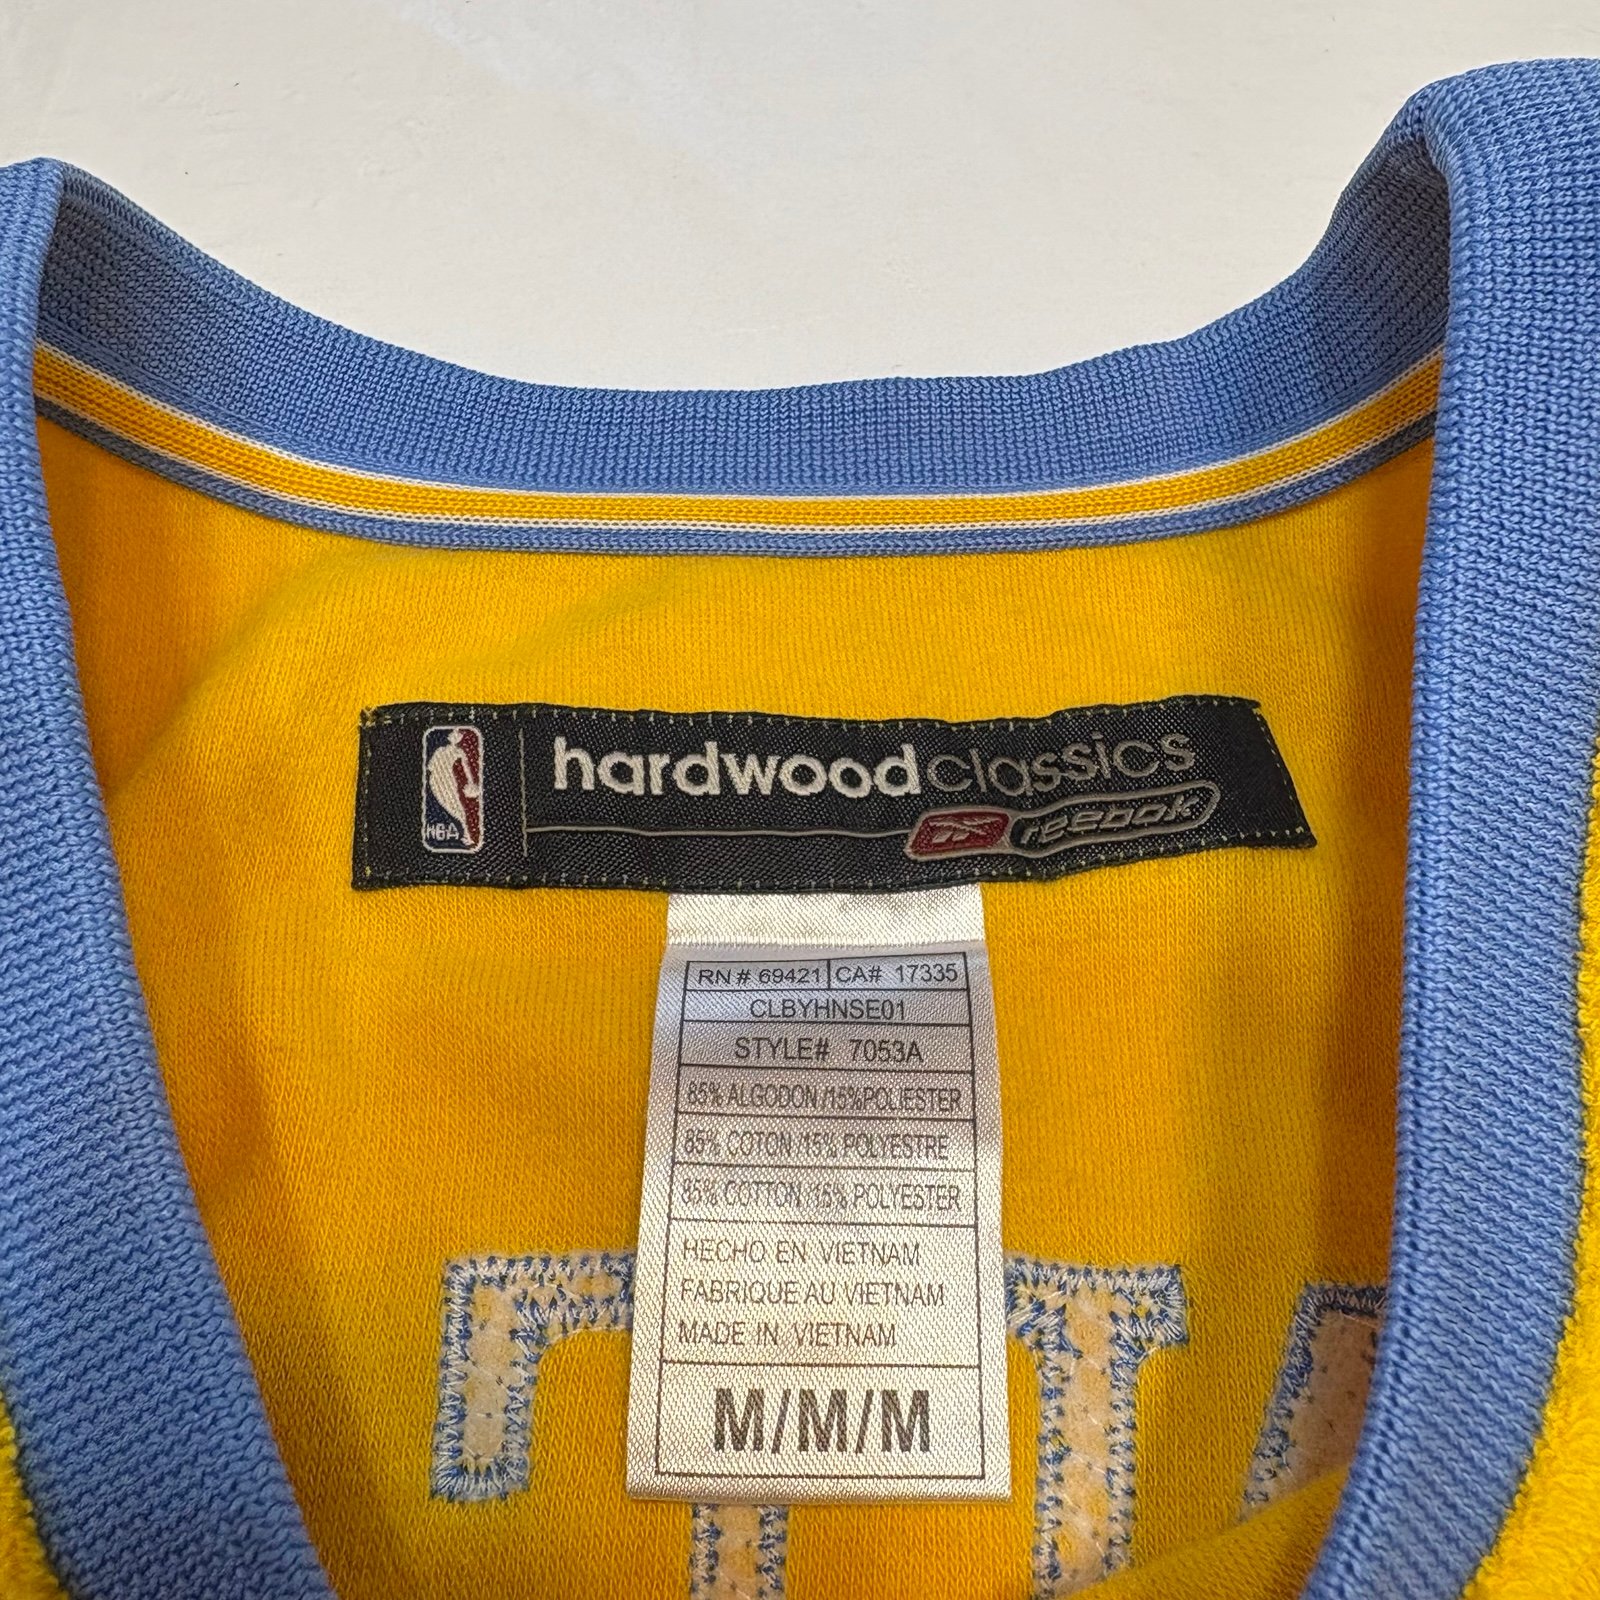 NBA
hardwoodclassics
Reebok
RN # 69421 CA# 17335
CLBYHNSE01
STYLE# 7053A
85% ALGODON /15%POLIESTER
85% COTON /15% POLYESTRE
85% COTTON /15% POLYESTER
HECHO EN VIETNAM
FABRIQUE AU VIETNAM
MADE IN VIETNAM
M/M/M